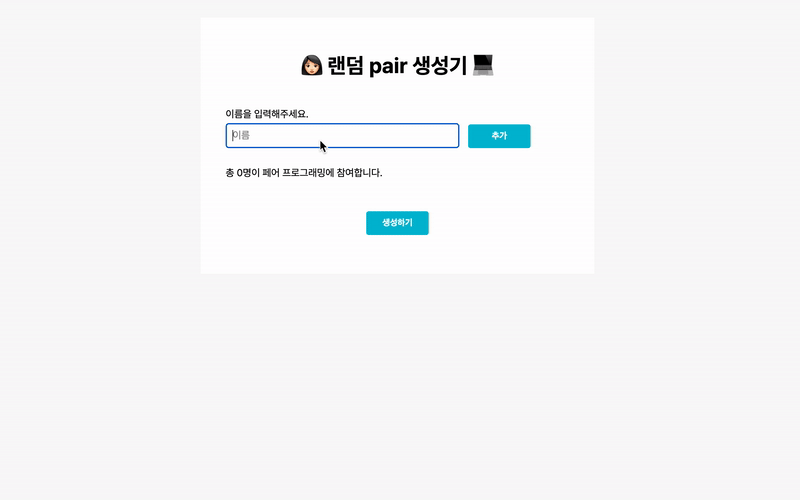 👩🏻 랜덤 pair 생성기 💻
이름을 입력해주세요.
이름
추가
총 0명이 페어 프로그래밍에 참여합니다.
생성하기